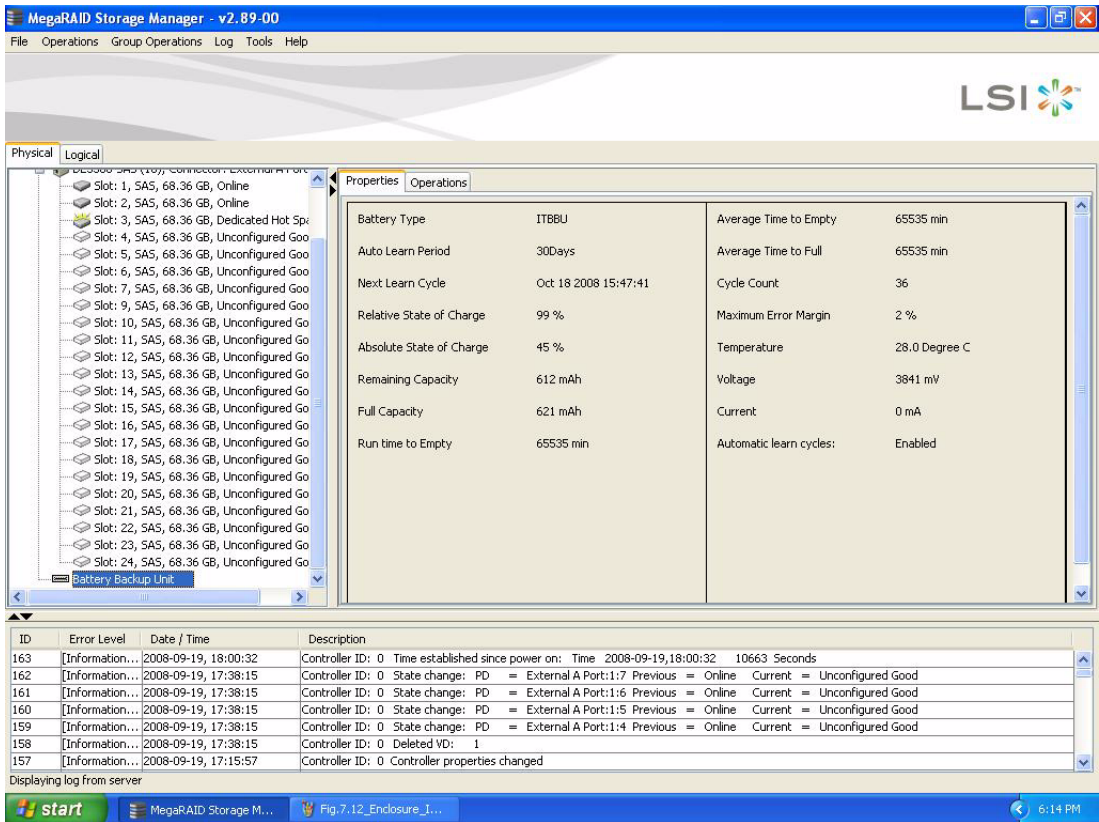 MegaRAID Storage Manager - v2.89-00
File Operations Group Operations Log Tools Help
LSI
Physical Logical
Slot: 1, SAS, 68.36 GB, Online
Slot: 2, SAS, 68.36 GB, Online
Slot: 3, SAS, 68.36 GB, Dedicated Hot Spa
Slot: 4, SAS, 68.36 GB, Unconfigured Goo
Slot: 5, SAS, 68.36 GB, Unconfigured Goo
Slot: 6, SAS, 68.36 GB, Unconfigured Goo
Slot: 7, SAS, 68.36 GB, Unconfigured Goo
Slot: 9, SAS, 68.36 GB, Unconfigured Goo
Slot: 10, SAS, 68.36 GB, Unconfigured Go
Slot: 11, SAS, 68.36 GB, Unconfigured Go
Slot: 12, SAS, 68.36 GB, Unconfigured Go
Slot: 13, SAS, 68.36 GB, Unconfigured Go
Slot: 14, SAS, 68.36 GB, Unconfigured Go
Slot: 15, SAS, 68.36 GB, Unconfigured Go
Slot: 16, SAS, 68.36 GB, Unconfigured Go
Slot: 17, SAS, 68.36 GB, Unconfigured Go
Slot: 18, SAS, 68.36 GB, Unconfigured Go
Slot: 19, SAS, 68.36 GB, Unconfigured Go
Slot: 20, SAS, 68.36 GB, Unconfigured Go
Slot: 21, SAS, 68.36 GB, Unconfigured Go
Slot: 22, SAS, 68.36 GB, Unconfigured Go
Slot: 23, SAS, 68.36 GB, Unconfigured Go
Slot: 24, SAS, 68.36 GB, Unconfigured Go
Battery Backup Unit
Properties Operations
Battery Type ITBBU
Auto Learn Period 30Days
Next Learn Cycle Oct 18 2008 15:47:41
Relative State of Charge 99 %
Absolute State of Charge 45 %
Remaining Capacity 612 mAh
Full Capacity 621 mAh
Run time to Empty 65535 min
Average Time to Empty 65535 min
Average Time to Full 65535 min
Cycle Count 36
Maximum Error Margin 2 %
Temperature 28.0 Degree C
Voltage 3841 mV
Current 0 mA
Automatic learn cycles: Enabled
ID Error Level Date / Time Description
163 [Information... 2008-09-19, 18:00:32 Controller ID: 0 Time established since power on: Time 2008-09-19,18:00:32 10663 Seconds
162 [Information... 2008-09-19, 17:38:15 Controller ID: 0 State change: PD = External A Port:1:7 Previous = Online Current = Unconfigured Good
161 [Information... 2008-09-19, 17:38:15 Controller ID: 0 State change: PD = External A Port:1:6 Previous = Online Current = Unconfigured Good
160 [Information... 2008-09-19, 17:38:15 Controller ID: 0 State change: PD = External A Port:1:5 Previous = Online Current = Unconfigured Good
159 [Information... 2008-09-19, 17:38:15 Controller ID: 0 State change: PD = External A Port:1:4 Previous = Online Current = Unconfigured Good
158 [Information... 2008-09-19, 17:38:15 Controller ID: 0 Deleted VD: 1
157 [Information... 2008-09-19, 17:15:57 Controller ID: 0 Controller properties changed
Displaying log from server
start MegaRAID Storage M... Fig.7.12_Enclosure_I... 6:14 PM